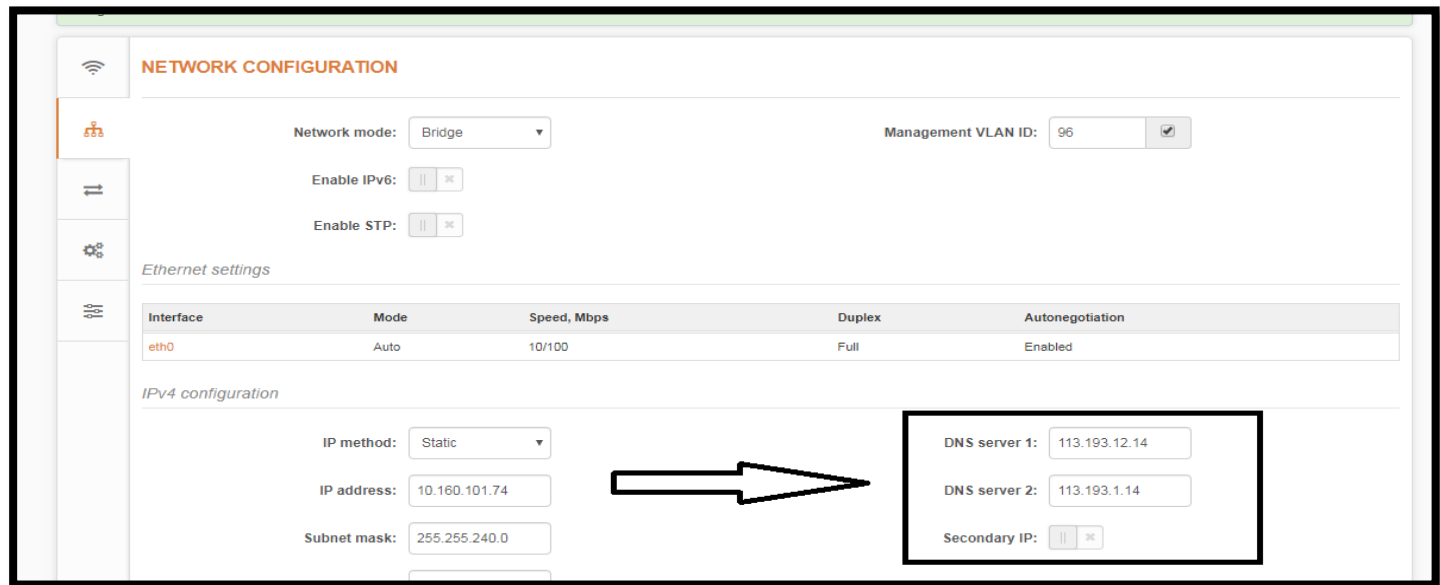 NETWORK CONFIGURATION
Network mode: Bridge Management VLAN ID: 96
Enable IPv6:
Enable STP:
Ethernet settings
Interface Mode Speed, Mbps Duplex Autonegotiation
eth0 Auto 10/100 Full Enabled
IPv4 configuration
IP method: Static DNS server 1: 113.193.12.14
IP address: 10.160.101.74 DNS server 2: 113.193.1.14
Subnet mask: 255.255.240.0 Secondary IP: